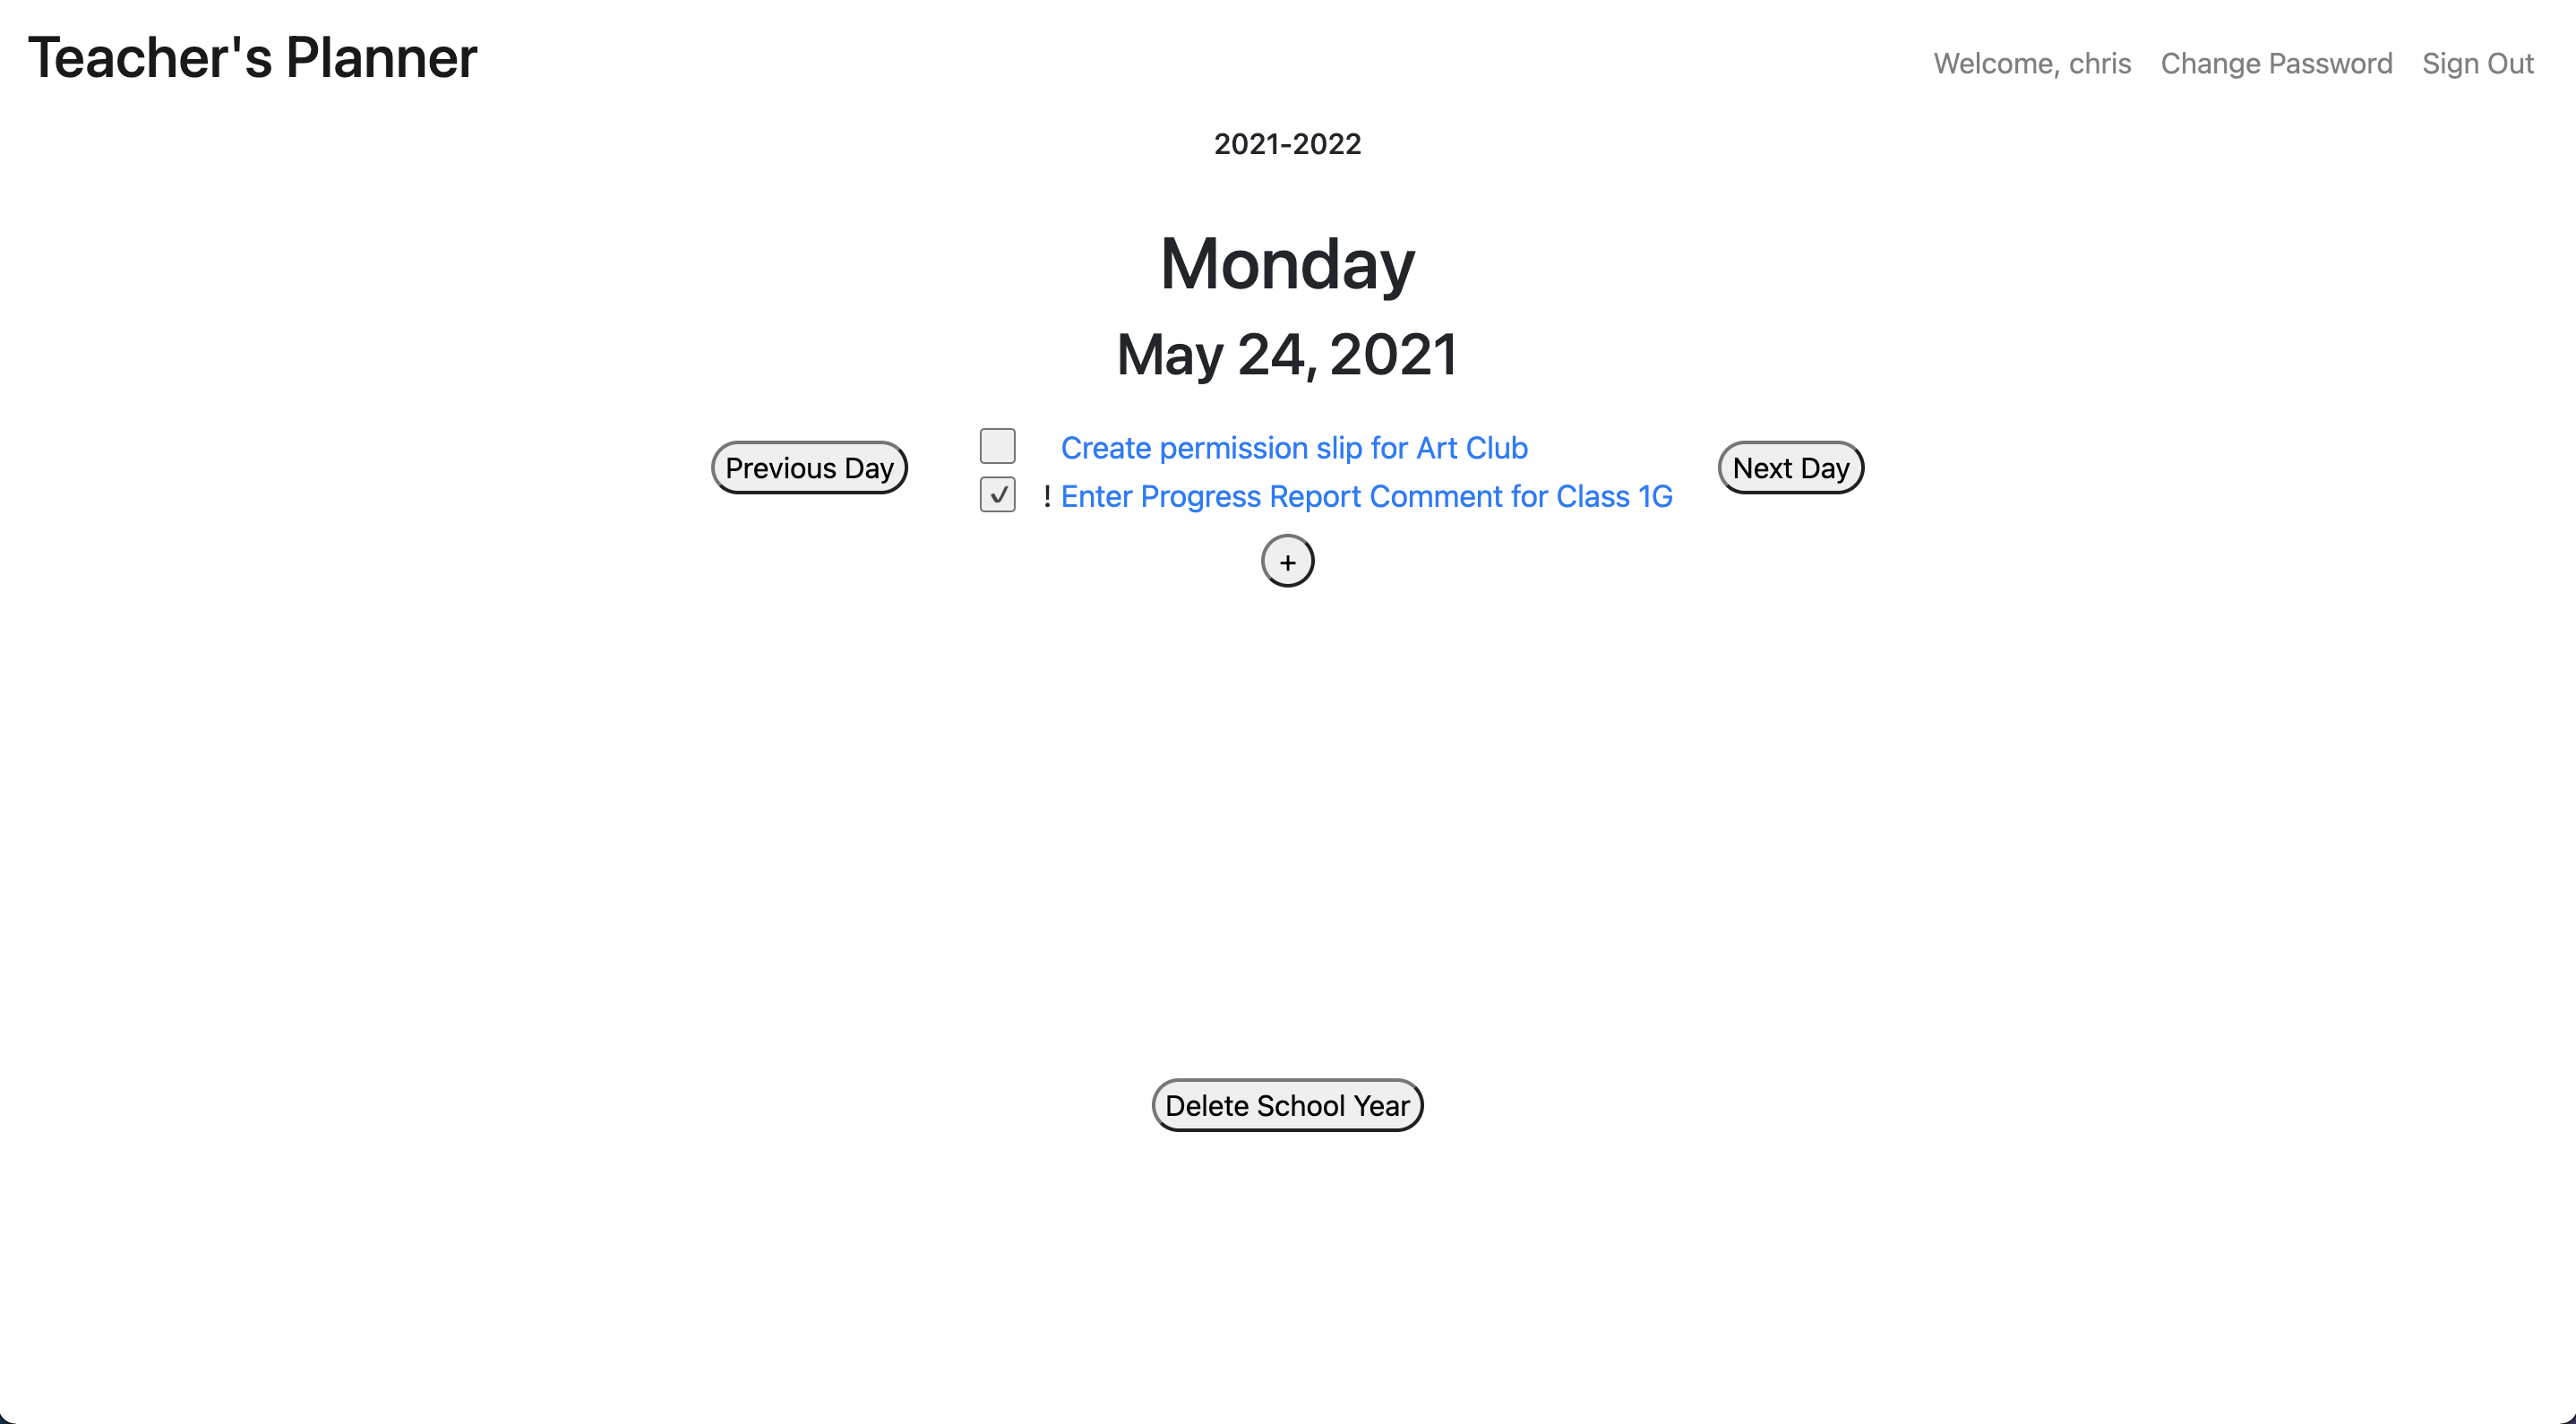 Teacher's Planner
Welcome, chris Change Password Sign Out
2021-2022
Monday
May 24, 2021
Previous Day
Create permission slip for Art Club
✓ ! Enter Progress Report Comment for Class 1G
Next Day
+
Delete School Year